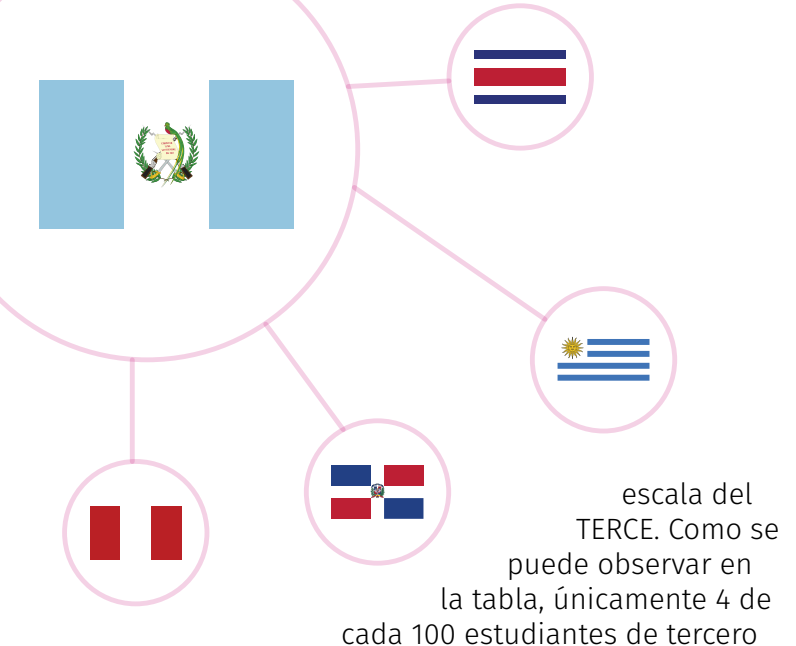 escala del
TERCE. Como se
puede observar en
la tabla, únicamente 4 de
cada 100 estudiantes de tercero